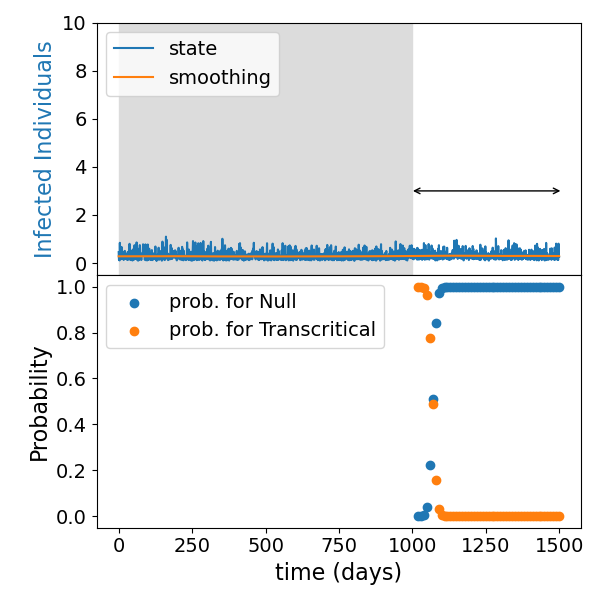 10
8
6
4
2
0
Infected Individuals
state
smoothing
1.0
0.8
0.6
0.4
0.2
0.0
Probability
prob. for Null
prob. for Transcritical
0 250 500 750 1000 1250 1500
time (days)